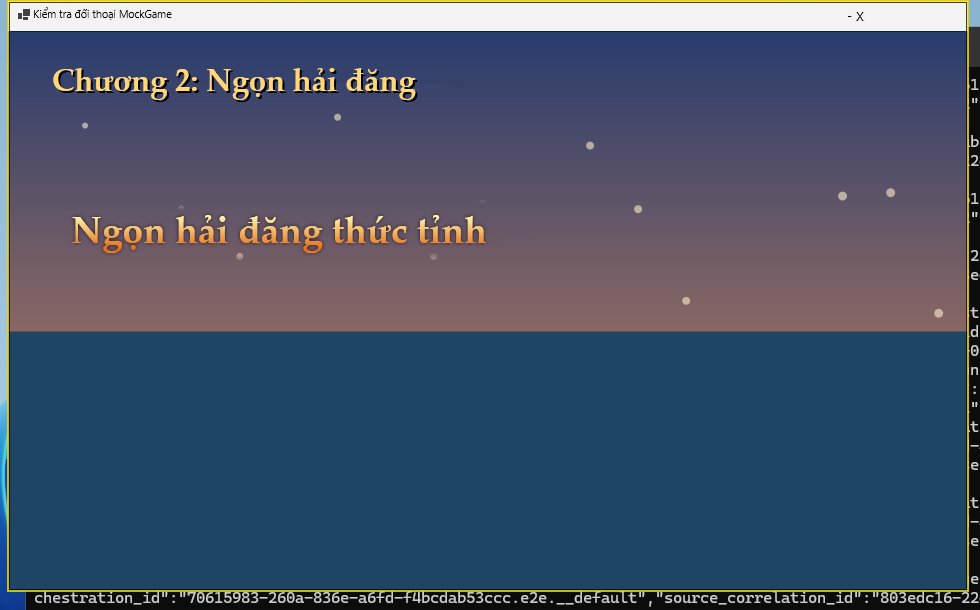 Kiểm tra đối thoại MockGame
- X
Chương 2: Ngọn hải đăng
Ngọn hải đăng thức tỉnh
chestration_id":"70615983-260a-836e-a6fd-f4bcdab53ccc.e2e.__default","source_correlation_id":"803edc16-2